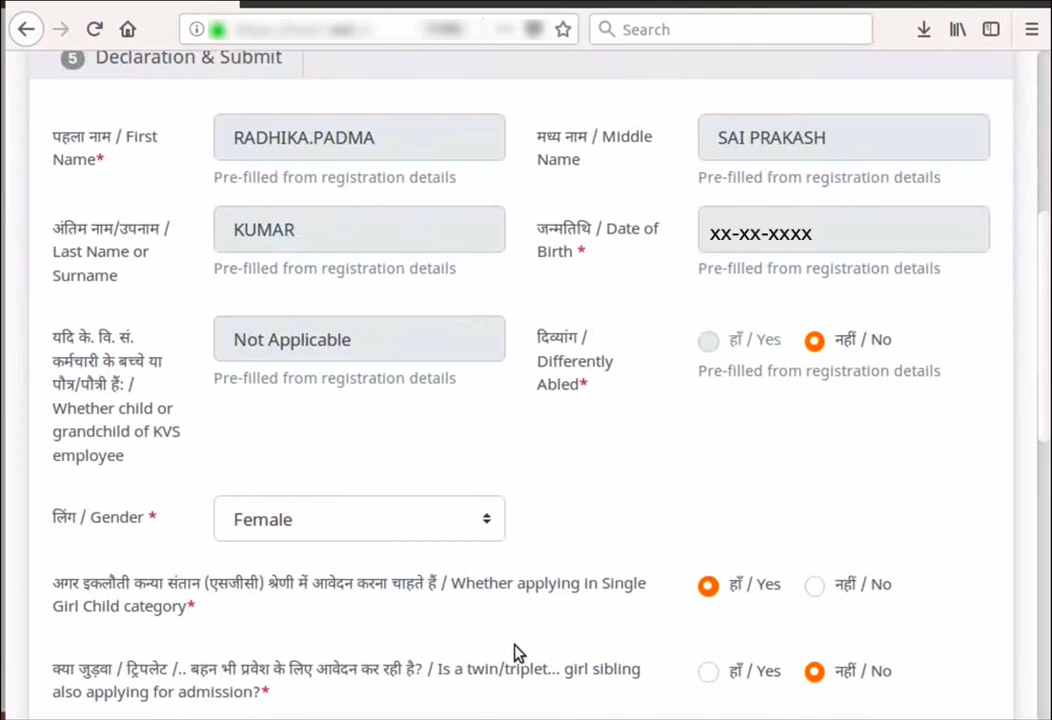 Search
5 Declaration & Submit
पहला नाम / First
Name*
RADHIKA.PADMA
Pre-filled from registration details
मध्य नाम / Middle
Name
SAI PRAKASH
Pre-filled from registration details
अंतिम नाम/उपनाम /
Last Name or
Surname
KUMAR
Pre-filled from registration details
जन्मतिथि / Date of
Birth *
xx-xx-xxxx
Pre-filled from registration details
यदि के. वि. सं.
कर्मचारी के बच्चे या
पौत्र/पौत्री हैं: /
Whether child or
grandchild of KVS
employee
Not Applicable
Pre-filled from registration details
दिव्यांग /
Differently
Abled*
हाँ / Yes नहीं / No
Pre-filled from registration details
लिंग / Gender *
Female
अगर इकलौती कन्या संतान (एसजीसी) श्रेणी में आवेदन करना चाहते हैं / Whether applying in Single
Girl Child category*
हाँ / Yes नहीं / No
क्या जुड़वा / ट्रिपलेट /.. बहन भी प्रवेश के लिए आवेदन कर रही है? / Is a twin/triplet... girl sibling
also applying for admission?*
हाँ / Yes नहीं / No